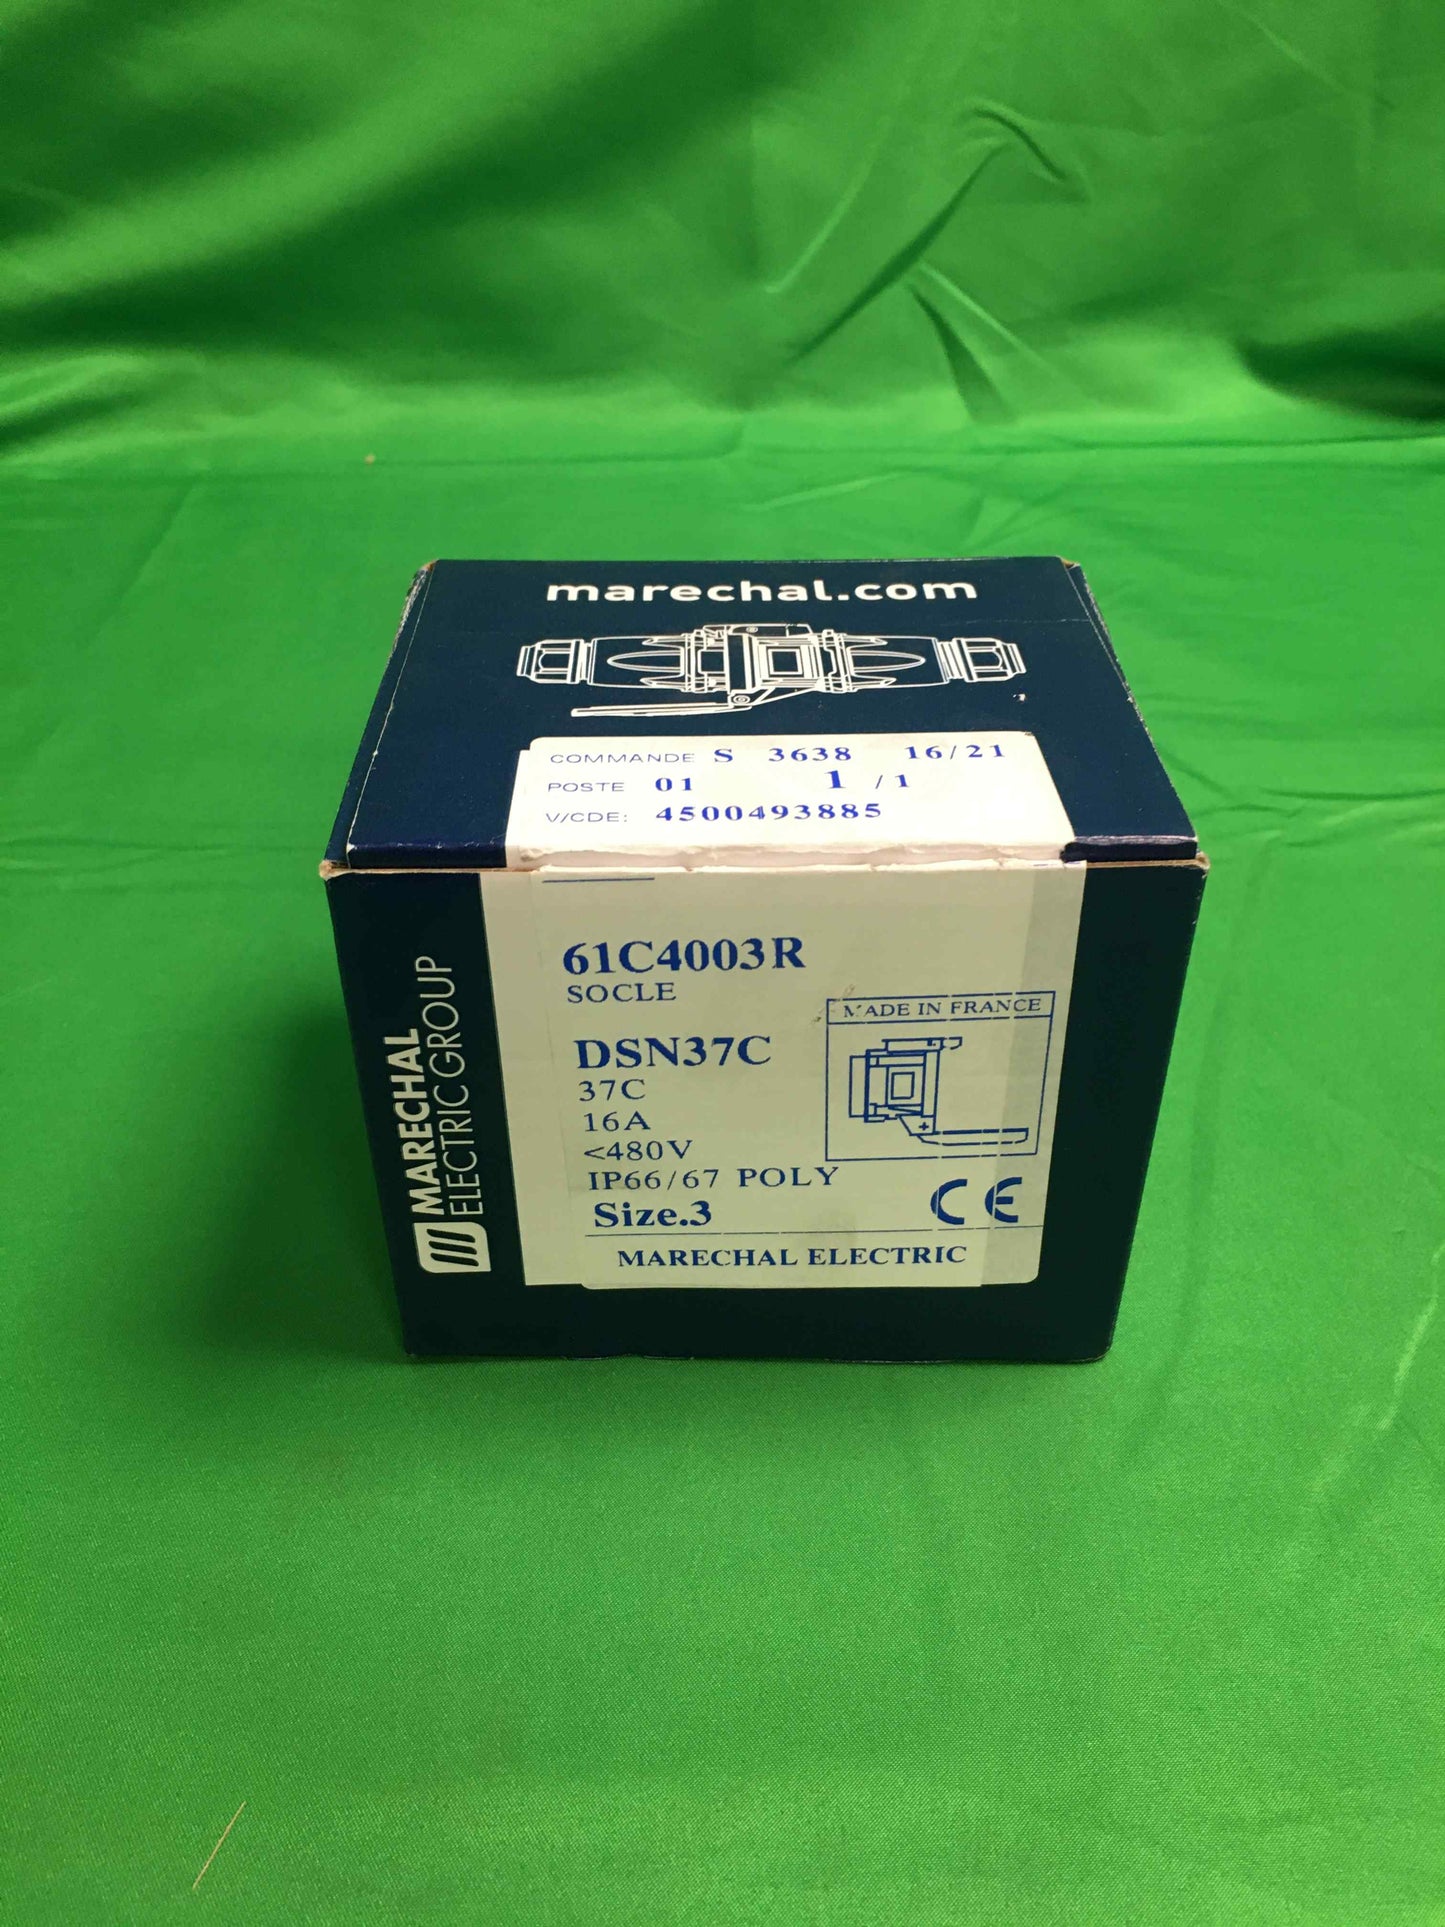 marechal.com
COMMANDE S 3638 16/21
POSTE 01 1 / 1
V/CDE: 4500493885
MARECHAL
ELECTRIC GROUP
61C4003R
SOCLE
MADE IN FRANCE
DSN37C
37C
16A
<480V
IP66/67 POLY
Size.3
CE
MARECHAL ELECTRIC